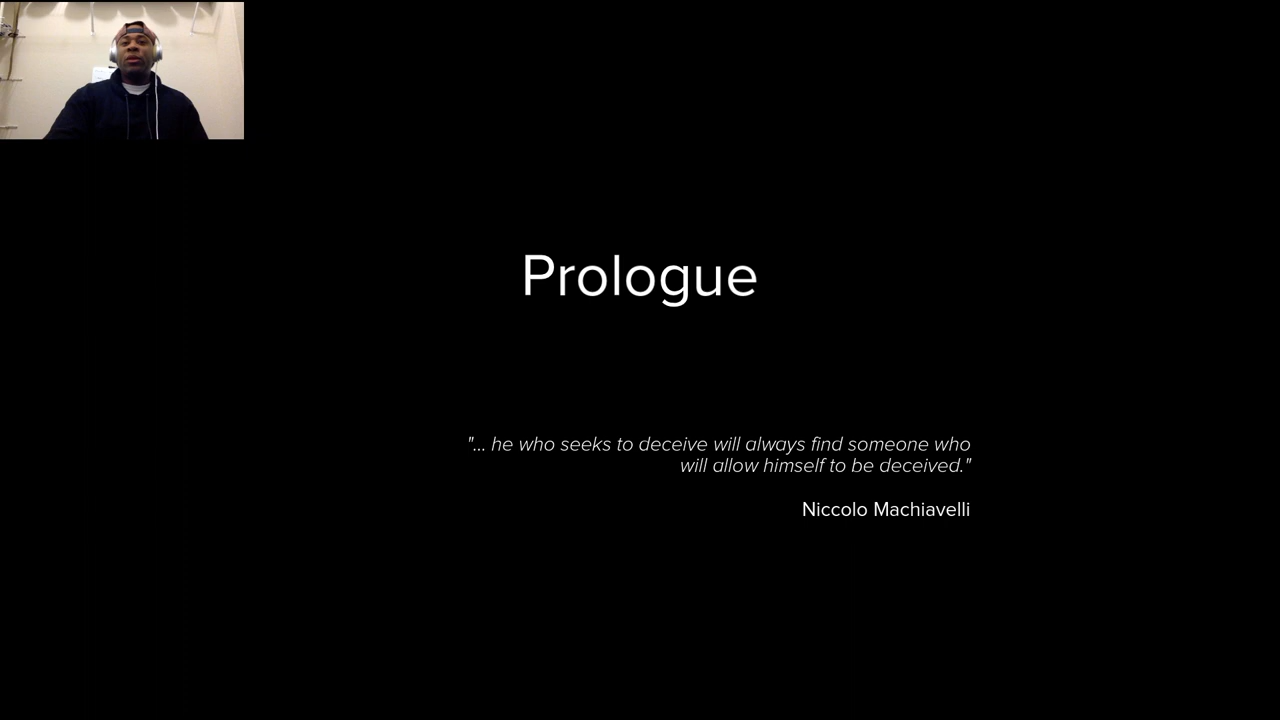 Prologue
"... he who seeks to deceive will always find someone who
will allow himself to be deceived."
Niccolo Machiavelli